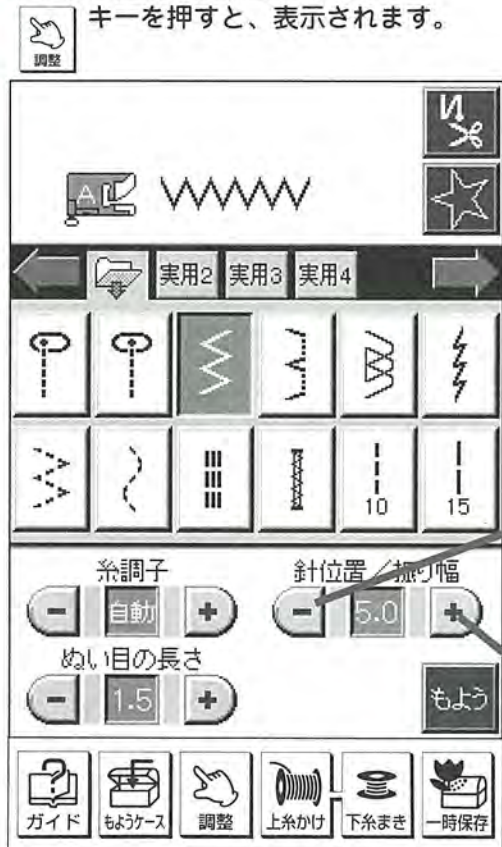 調整
キーを押すと、表示されます。
A
実用2 実用3 実用4
10 15
糸調子 針位置/振り幅
- 自動 + - 5.0 +
ぬい目の長さ
- 1.5 + もよう
ガイド もようケース 調整 上糸かけ 下糸まき 一時保存